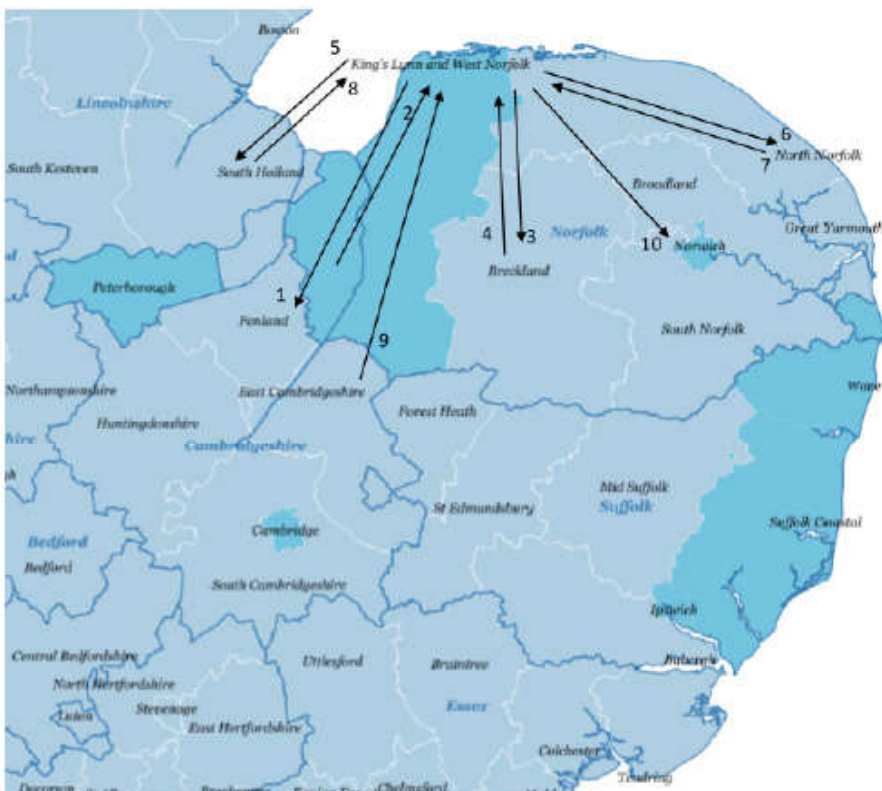 Boston
5
King's Lynn and West Norfolk
8
Lincolnshire
2
6
North Norfolk
7
South Kesteven
South Holland
Broadland
Great Yarmouth
4
3
Norfolk
10
Norwich
Breckland
Peterborough
1
Fenland
South Norfolk
9
East Cambridgeshire
Northamptonshire
Wave
Forest Heath
Huntingdonshire
Cambridgeshire
Mid Suffolk
St Edmundsbury
Suffolk
Suffolk Coastal
Cambridge
Bedford
Bedford
South Cambridgeshire
Ipswich
Central Bedfordshire
Uttlesford
Braintree
North Hertfordshire
Stevenage
Luton
East Hertfordshire
Essex
Colchester
Tendring
Dacorum
Chelmsford